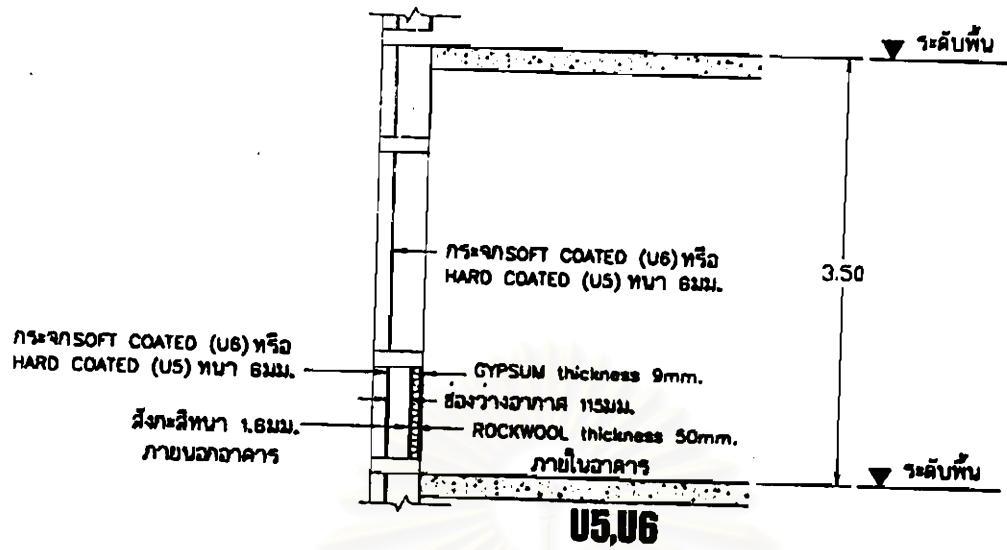 ระดับพื้น
กระจกSOFT COATED (U6)หรือ
HARD COATED (U5) หนา 6มม.
3.50
กระจกSOFT COATED (U6)หรือ
HARD COATED (U5) หนา 6มม.
GYPSUM thickness 9mm.
ช่องว่างอากาศ 115มม.
สังกะสีหนา 1.6มม.
ROCKWOOL thickness 50mm.
ภายนอกอาคาร
ภายในอาคาร
ระดับพื้น
U5,U6